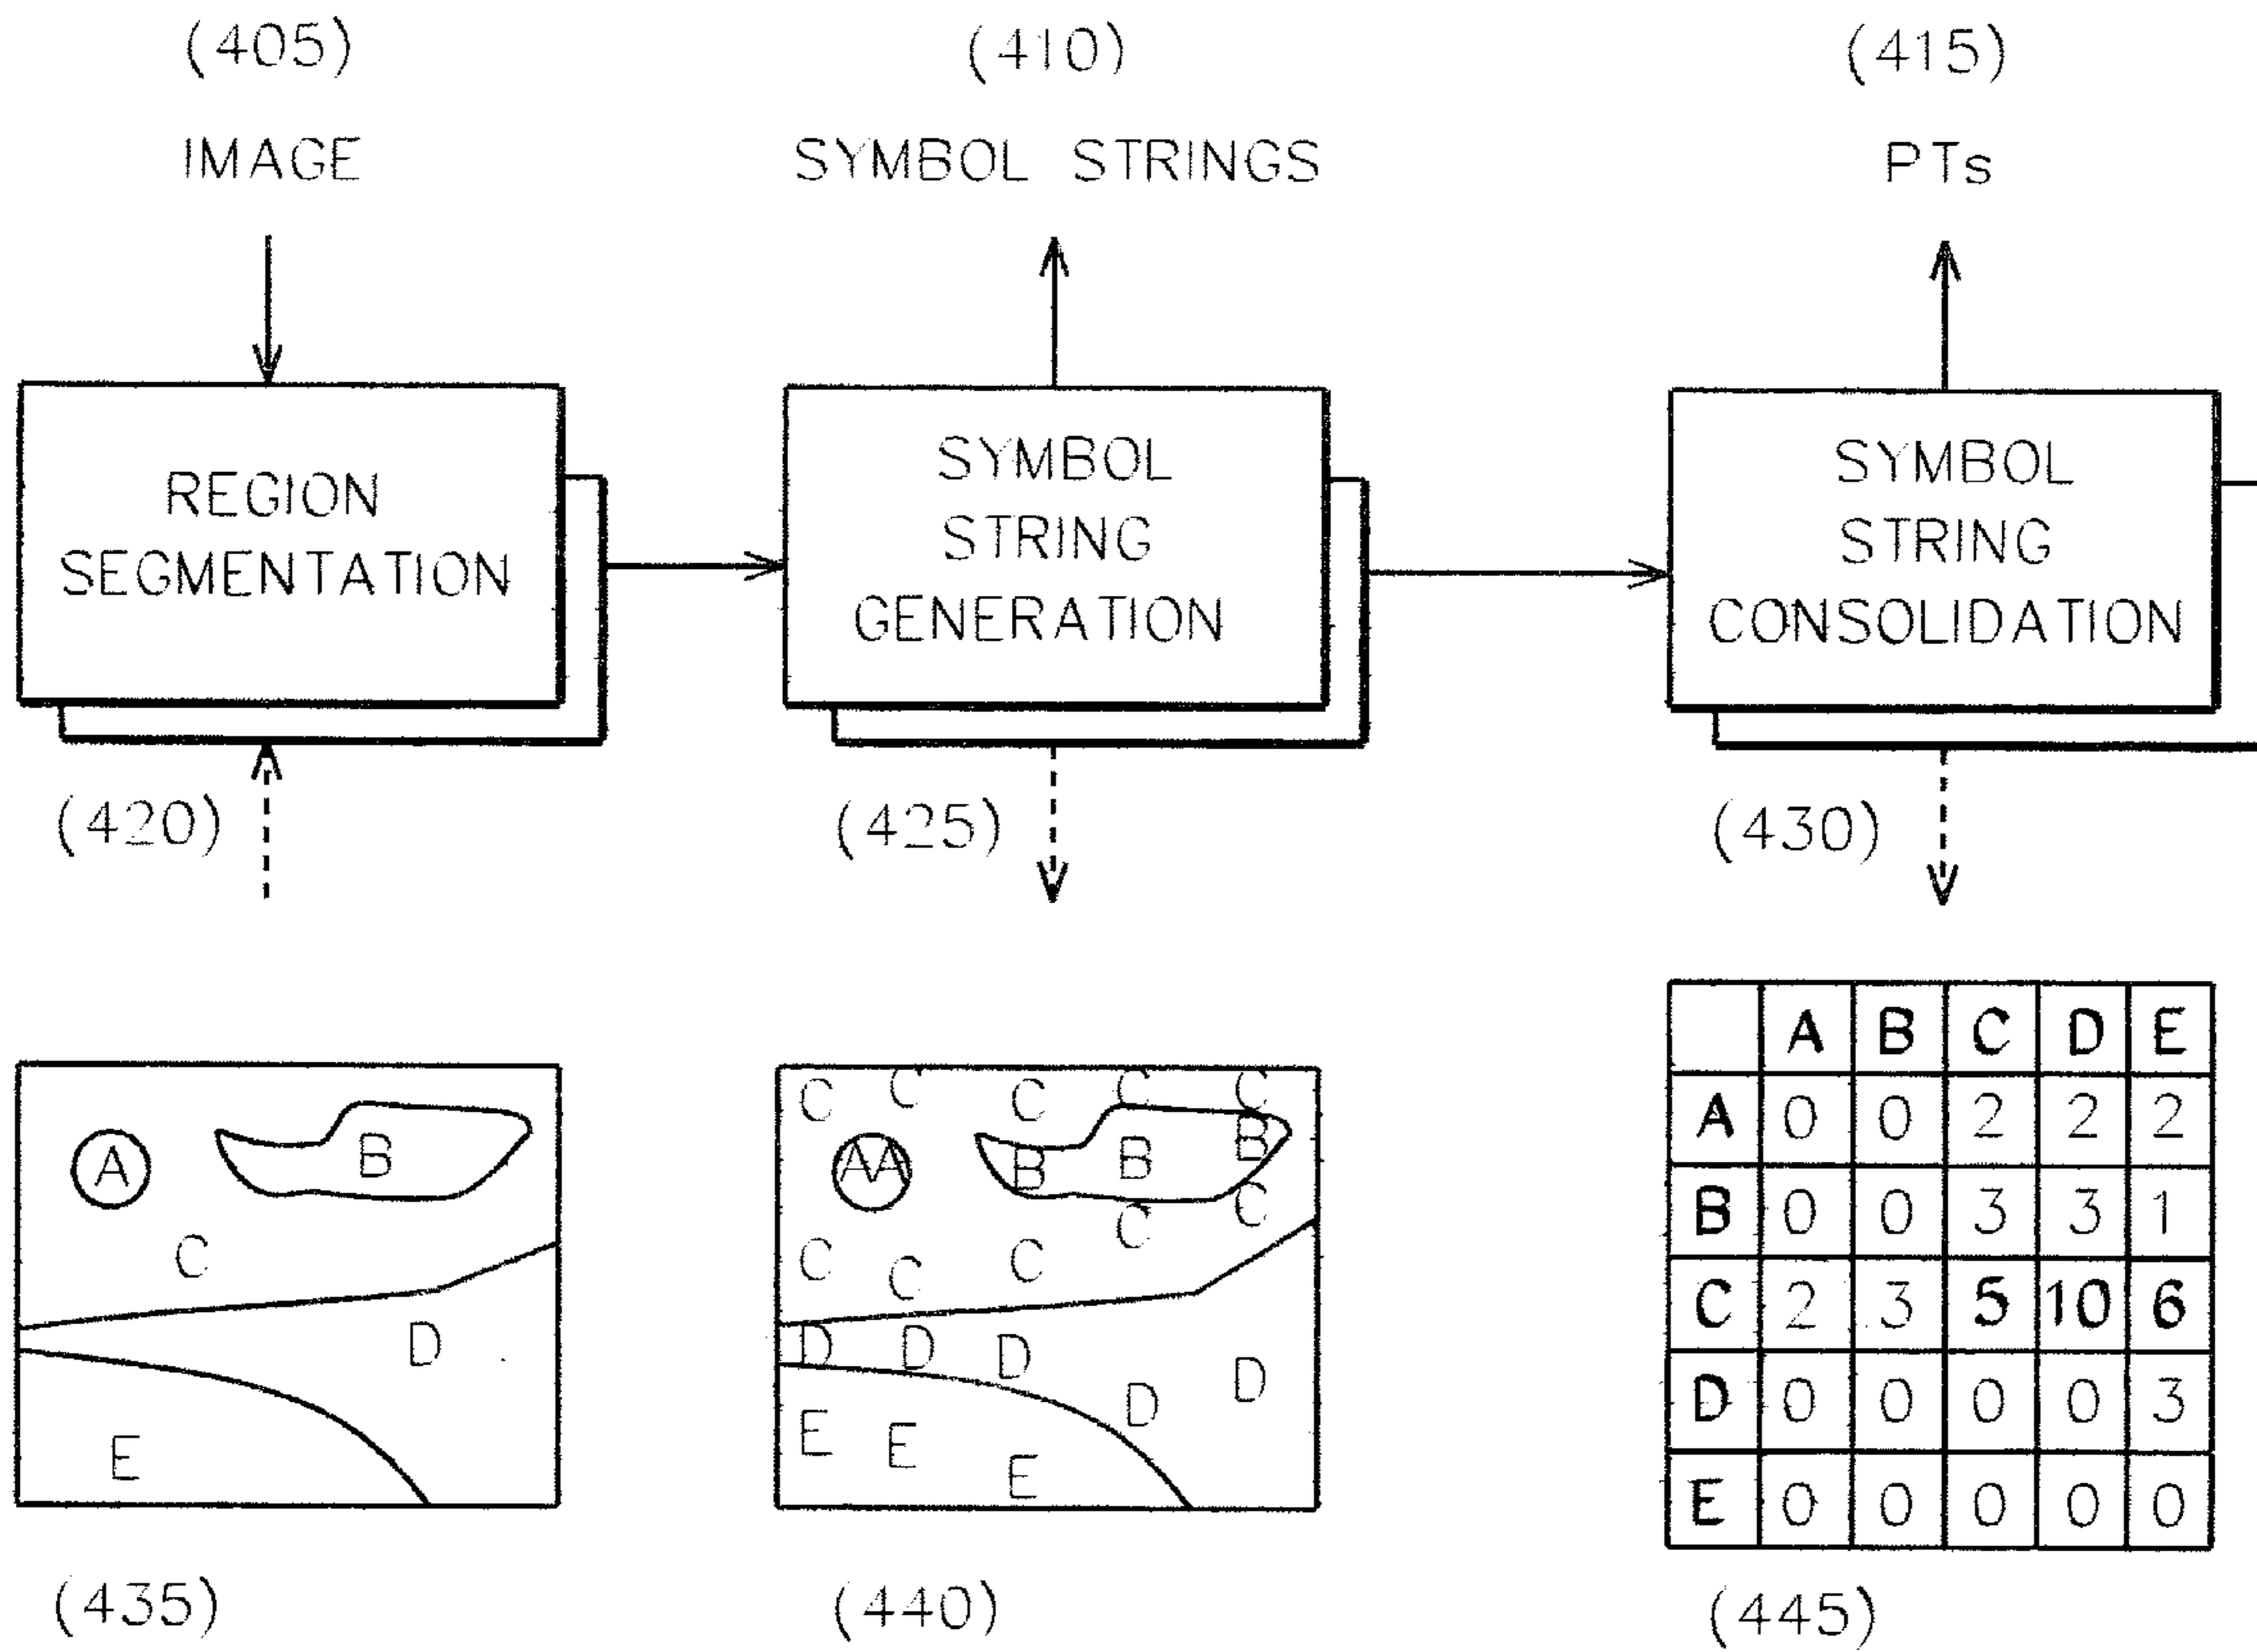 (405)
(410)
(415)
IMAGE
SYMBOL STRINGS
PTs
REGION
SEGMENTATION
SYMBOL
STRING
GENERATION
SYMBOL
STRING
CONSOLIDATION
(420)
(425)
(430)
A
B
C
D
E
C C C C C
AA B B B
C C
C C C
D D D D D
E E E
A B C D E
A 0 0 2 2 2
B 0 0 3 3 1
C 2 3 5 10 6
D 0 0 0 0 3
E 0 0 0 0 0
(435)
(440)
(445)